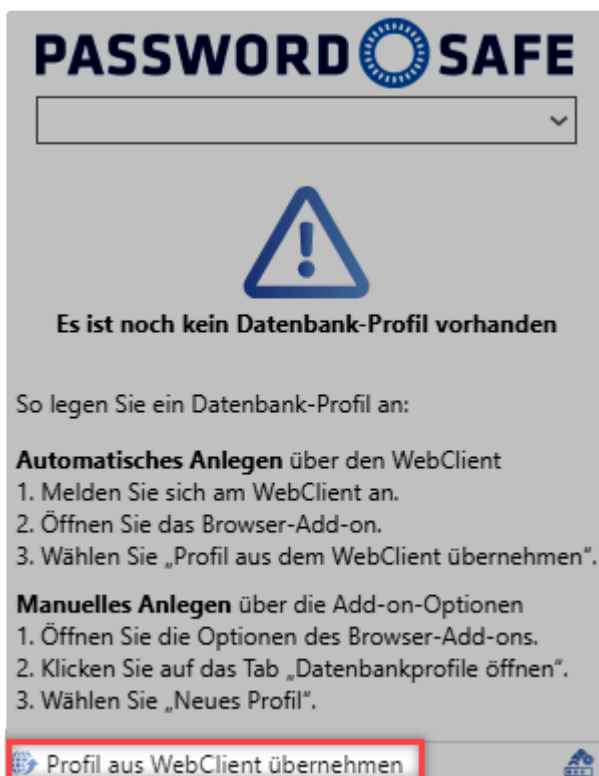 PASSWORD SAFE
Es ist noch kein Datenbank-Profil vorhanden
So legen Sie ein Datenbank-Profil an:
Automatisches Anlegen über den WebClient
1. Melden Sie sich am WebClient an.
2. Öffnen Sie das Browser-Add-on.
3. Wählen Sie „Profil aus dem WebClient übernehmen“.
Manuelles Anlegen über die Add-on-Optionen
1. Öffnen Sie die Optionen des Browser-Add-ons.
2. Klicken Sie auf das Tab „Datenbankprofile öffnen“.
3. Wählen Sie „Neues Profil“.
Profil aus WebClient übernehmen